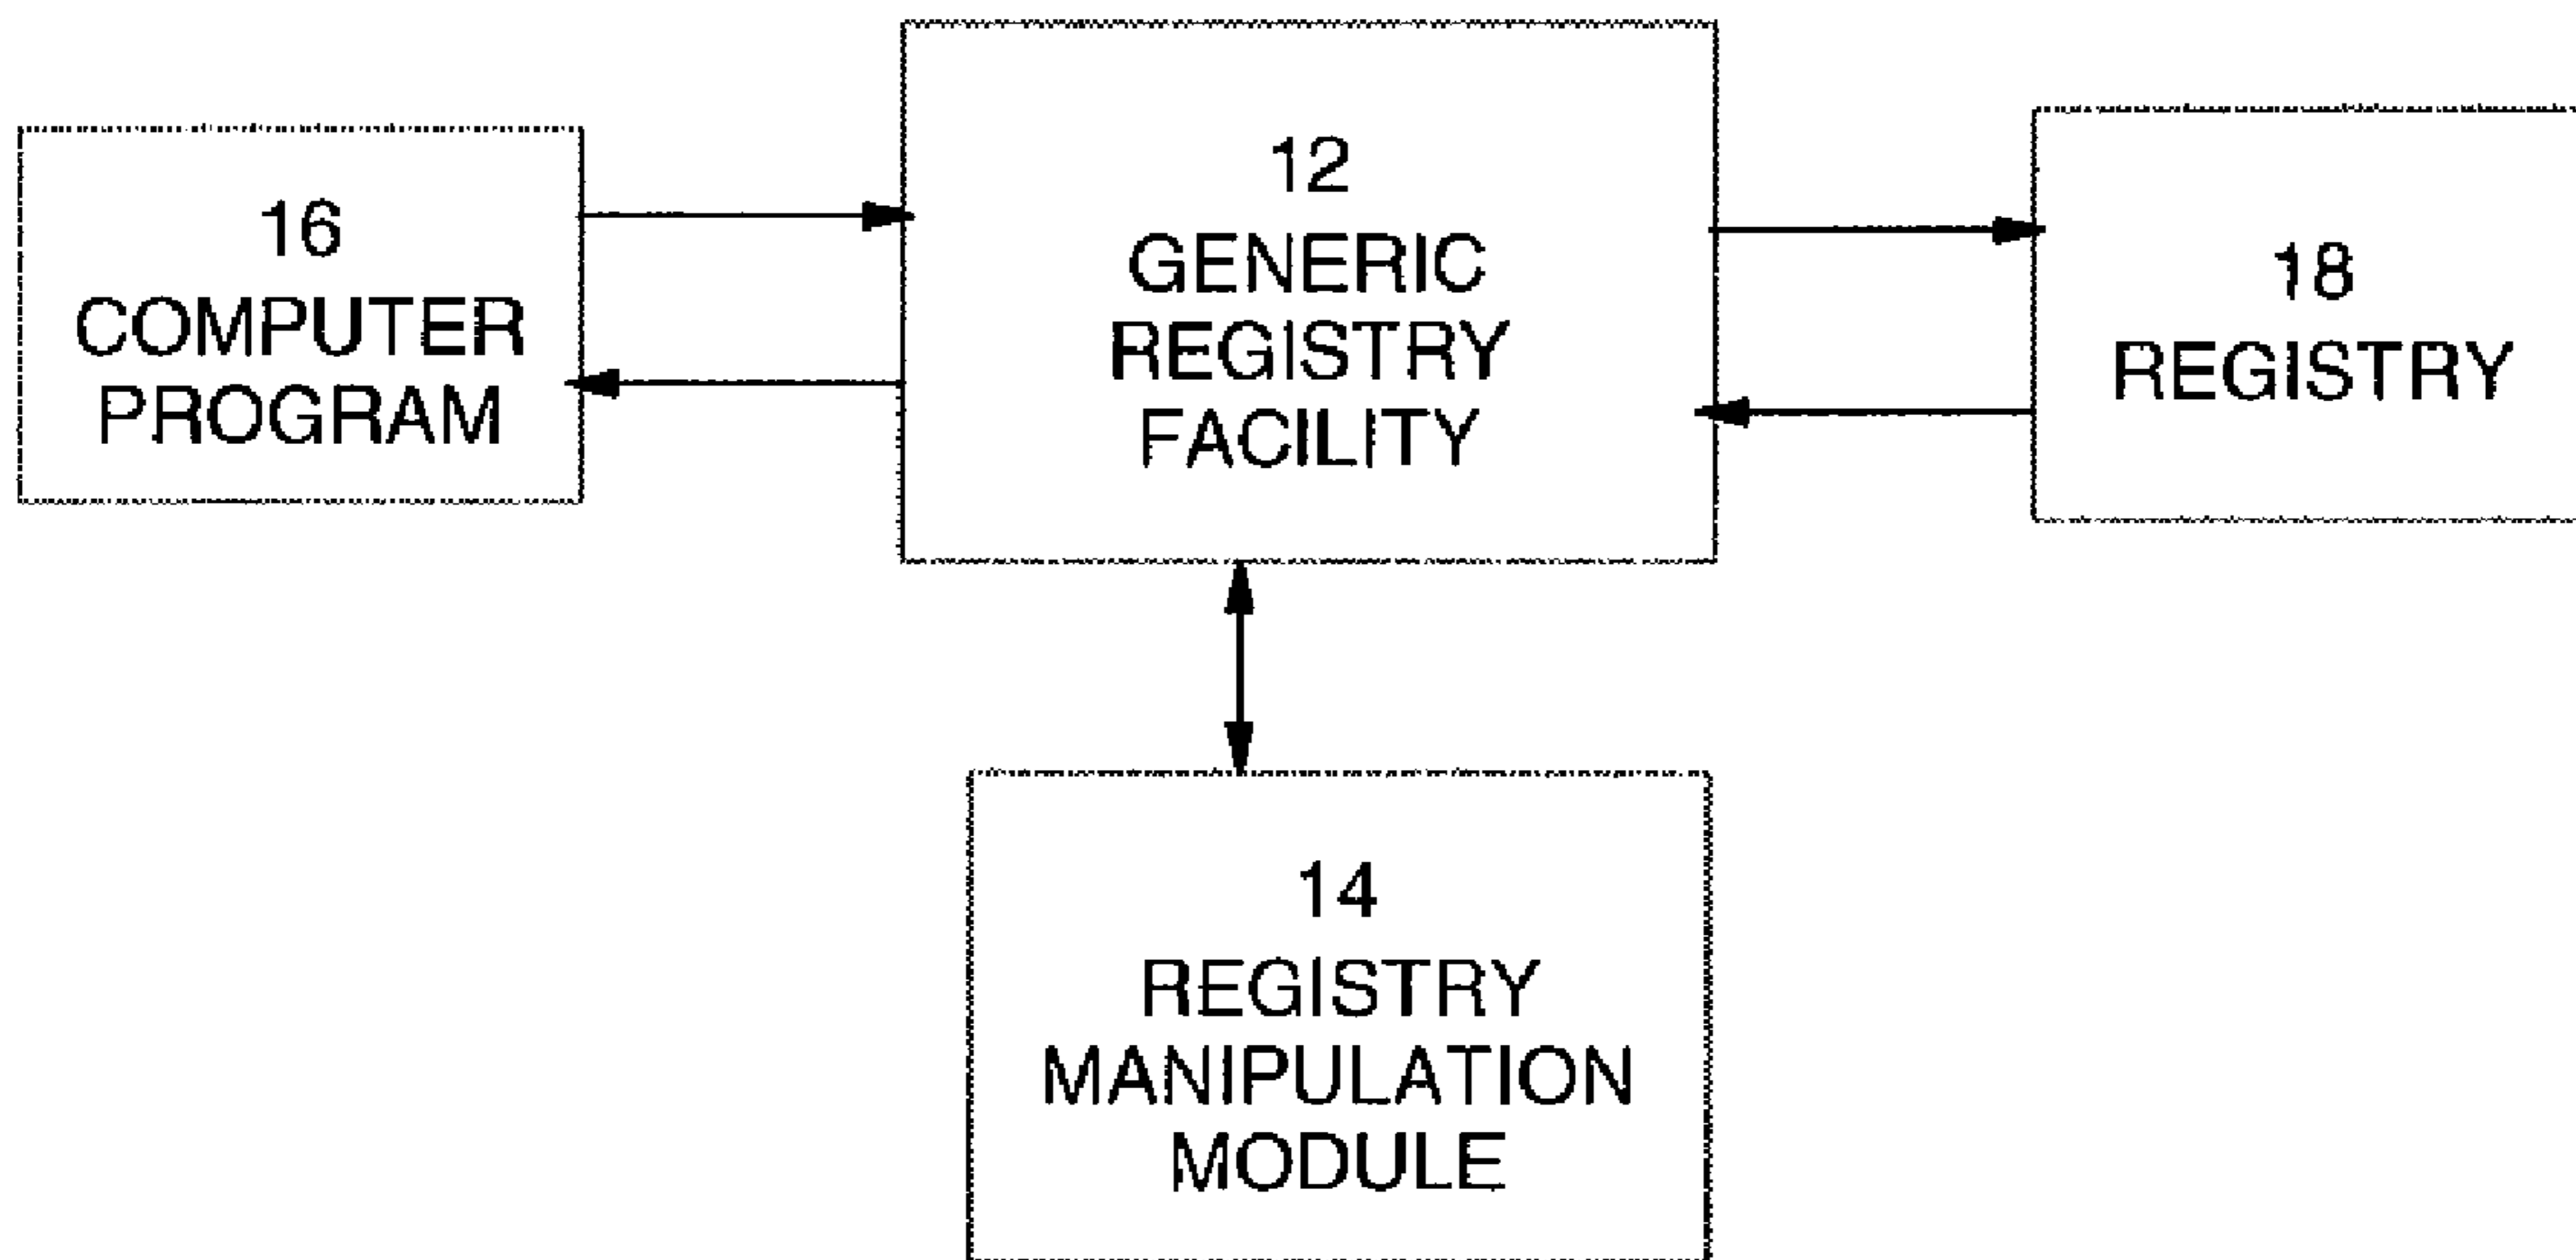 16
COMPUTER
PROGRAM
12
GENERIC
REGISTRY
FACILITY
18
REGISTRY
14
REGISTRY
MANIPULATION
MODULE